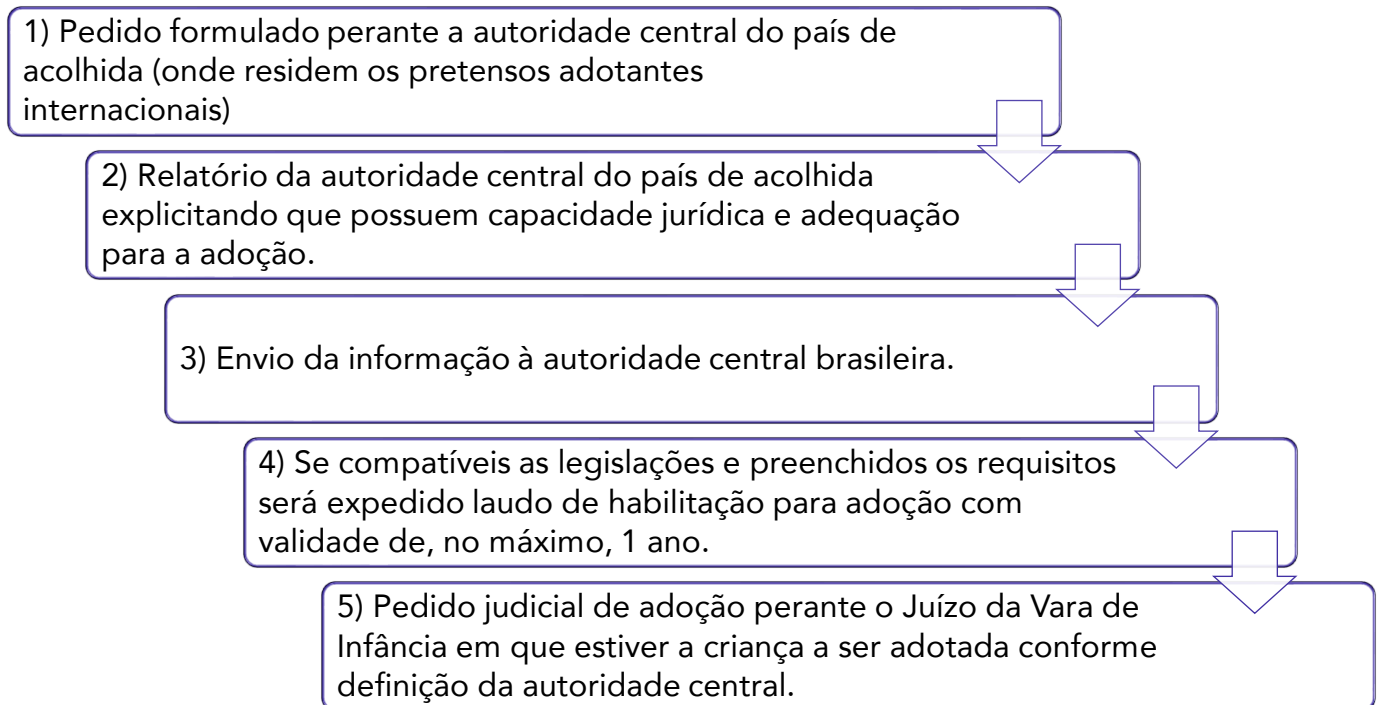 1) Pedido formulado perante a autoridade central do país de
acolhida (onde residem os pretensos adotantes
internacionais)
2) Relatório da autoridade central do país de acolhida
explicitando que possuem capacidade jurídica e adequação
para a adoção.
3) Envio da informação à autoridade central brasileira.
4) Se compatíveis as legislações e preenchidos os requisitos
será expedido laudo de habilitação para adoção com
validade de, no máximo, 1 ano.
5) Pedido judicial de adoção perante o Juízo da Vara de
Infância em que estiver a criança a ser adotada conforme
definição da autoridade central.